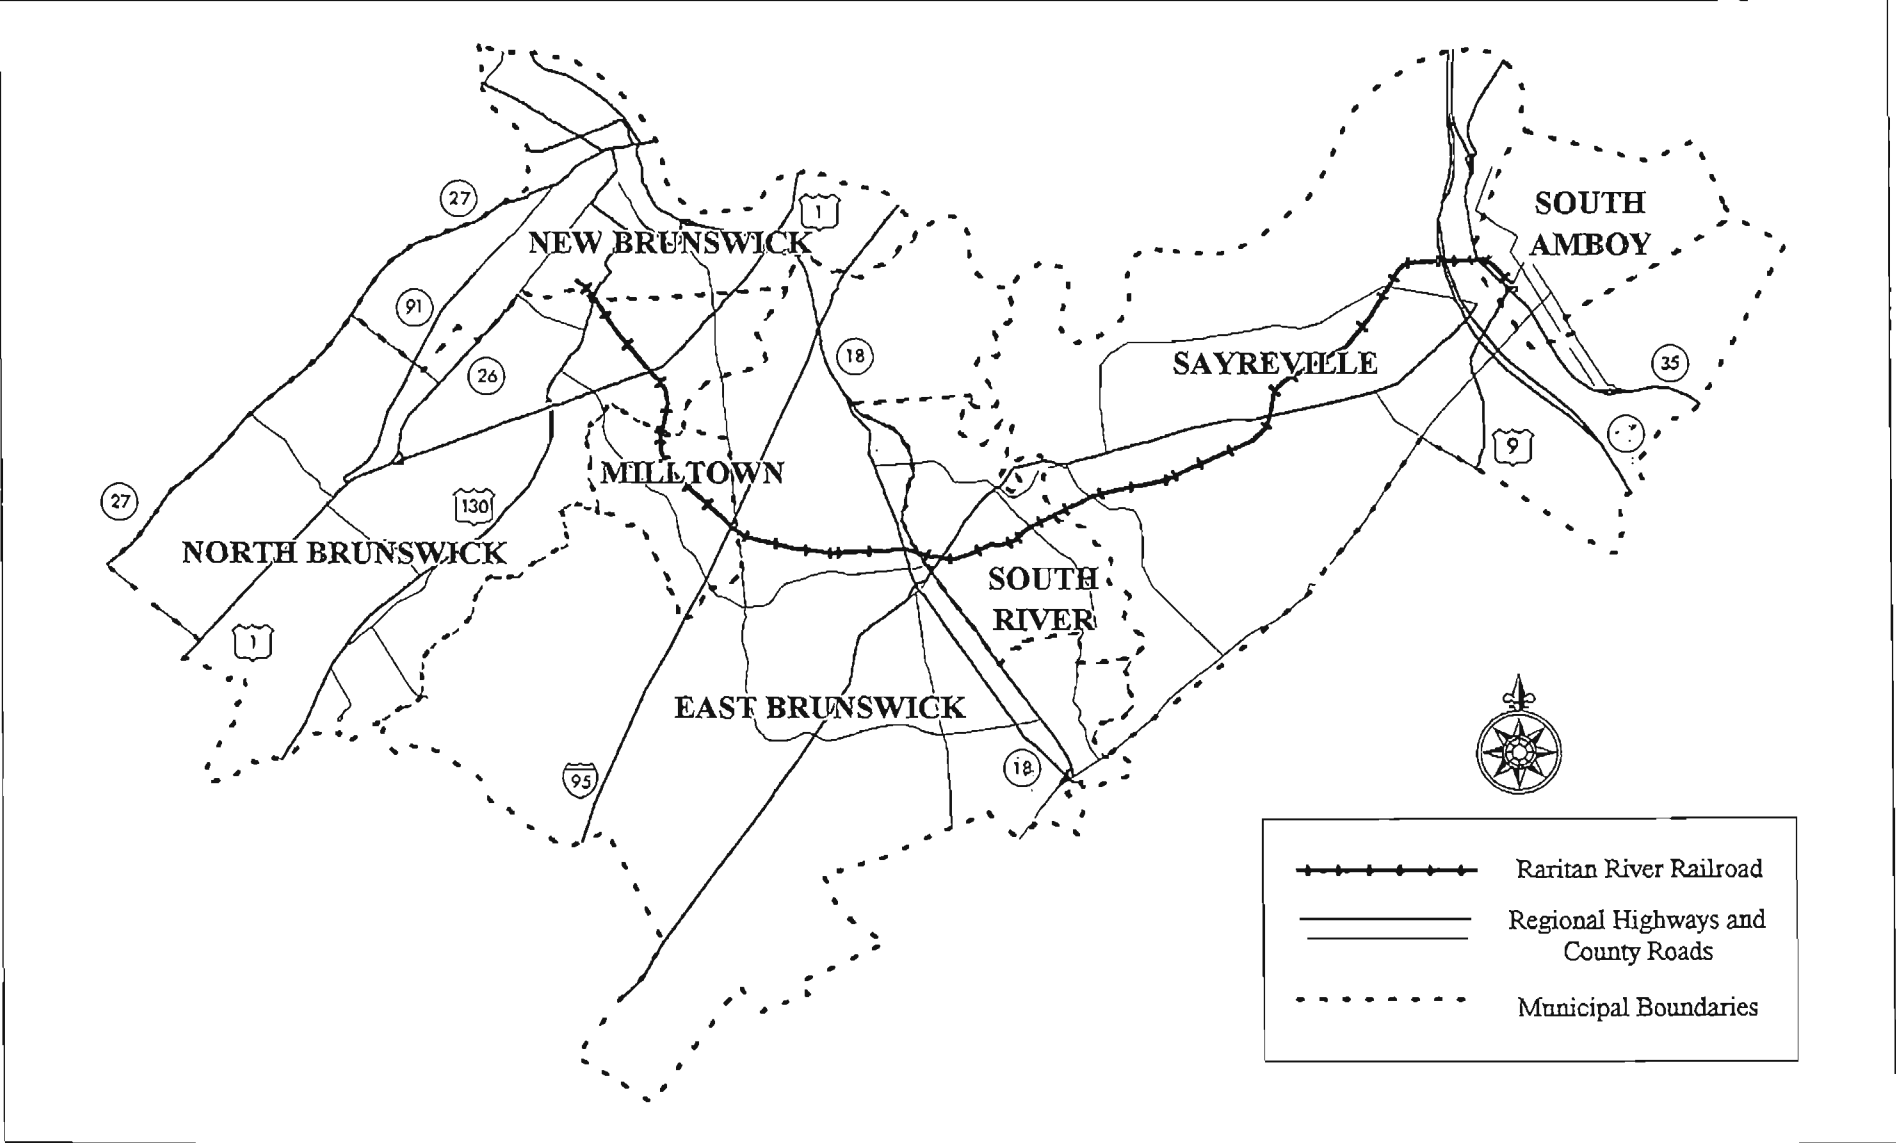 SOUTH
AMBOY
27
1
NEW BRUNSWICK
91
18
SAYREVILLE
35
26
9
MILLTOWN
27
130
NORTH BRUNSWICK
SOUTH
RIVER
1
EAST BRUNSWICK
95
18
Raritan River Railroad
Regional Highways and
County Roads
Municipal Boundaries